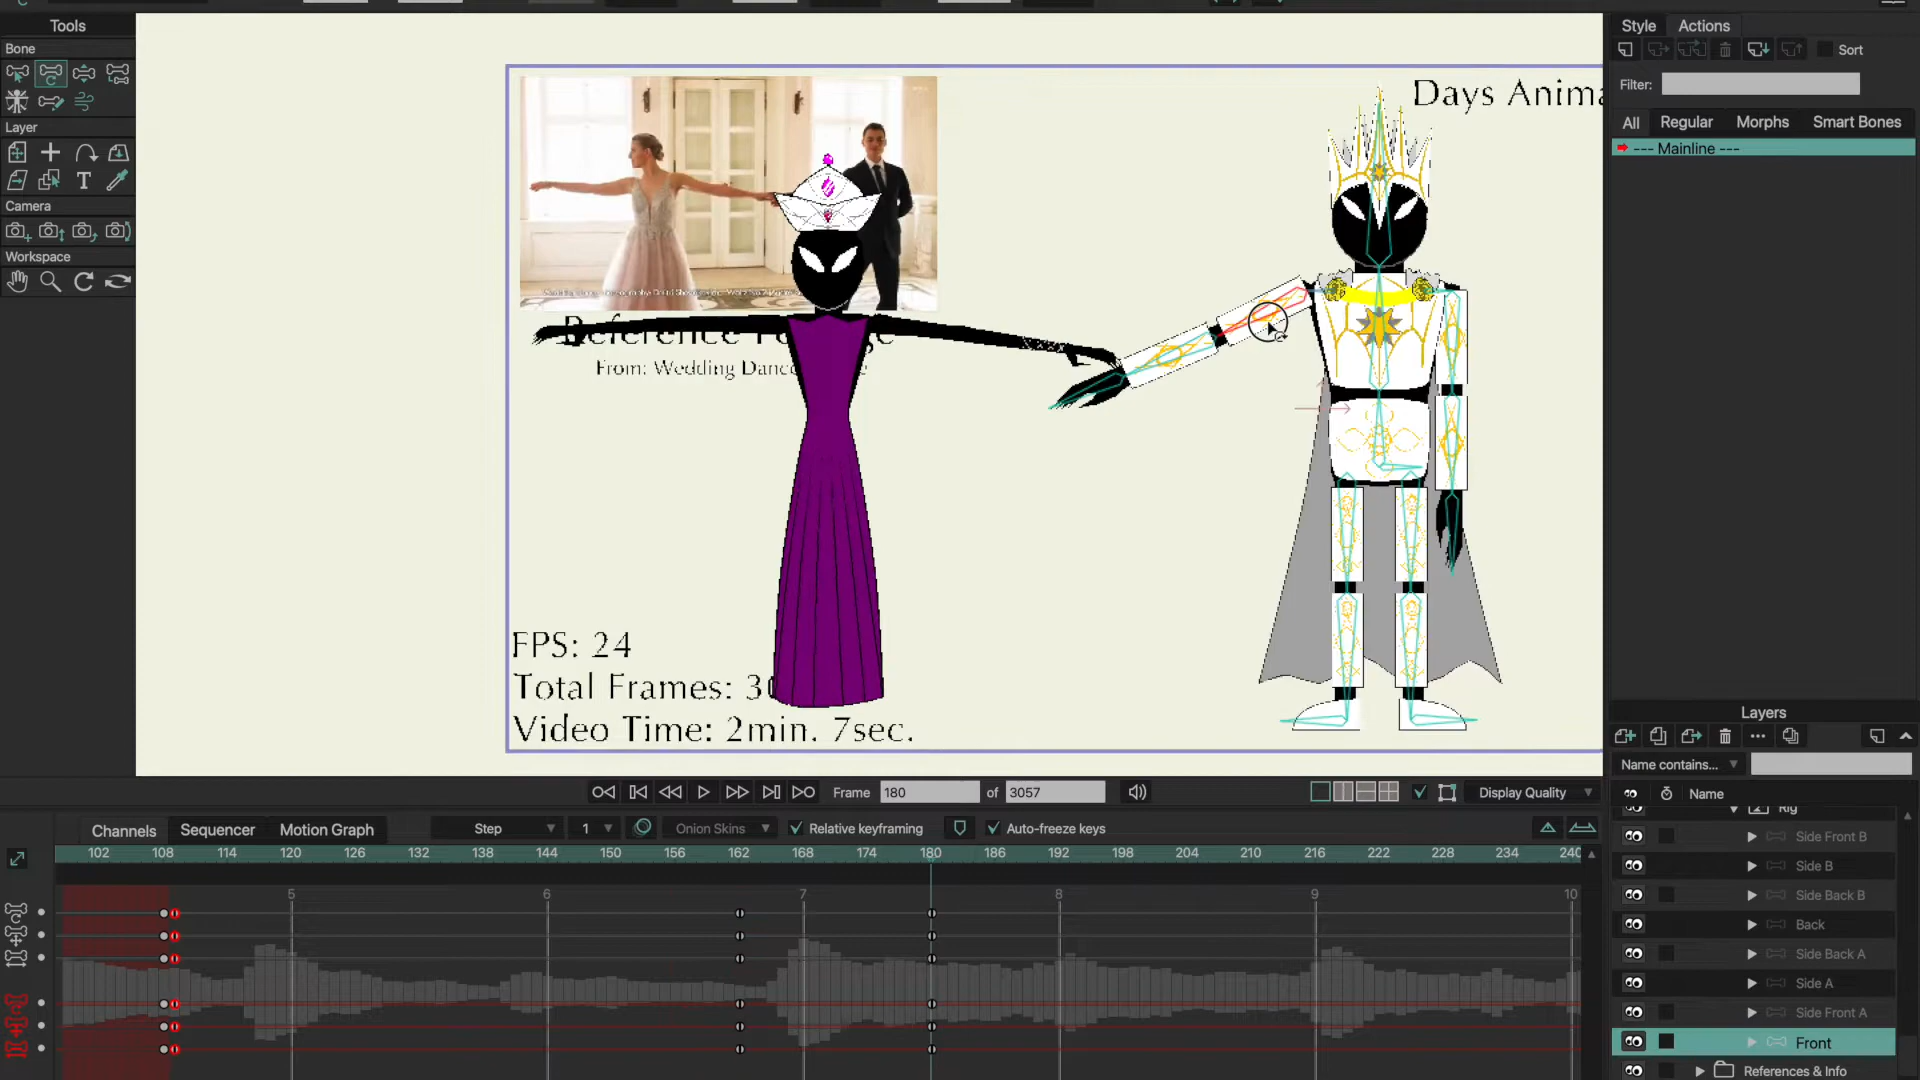 Tools
Bone
Layer
T
Camera
Workspace
Days Anima
From: Wedding Danc
FPS: 24
Total Frames: 30
Video Time: 2min. 7sec.
Style
Actions
Sort
Filter:
All
Regular
Morphs
Smart Bones
--- Mainline ---
Layers
Name contains...
Name
Rig
Side Front B
Side B
Side Back B
Back
Side Back A
Side A
Side Front A
Front
References & Info
Frame
180
of
3057
Display Quality
Channels
Sequencer
Motion Graph
Step
1
Onion Skins
Relative keyframing
Auto-freeze keys
102 108 114 120 126 132 138 144 150 156 162 168 174 180 186 192 198 204 210 216 222 228 234 240
5 6 7 8 9 10